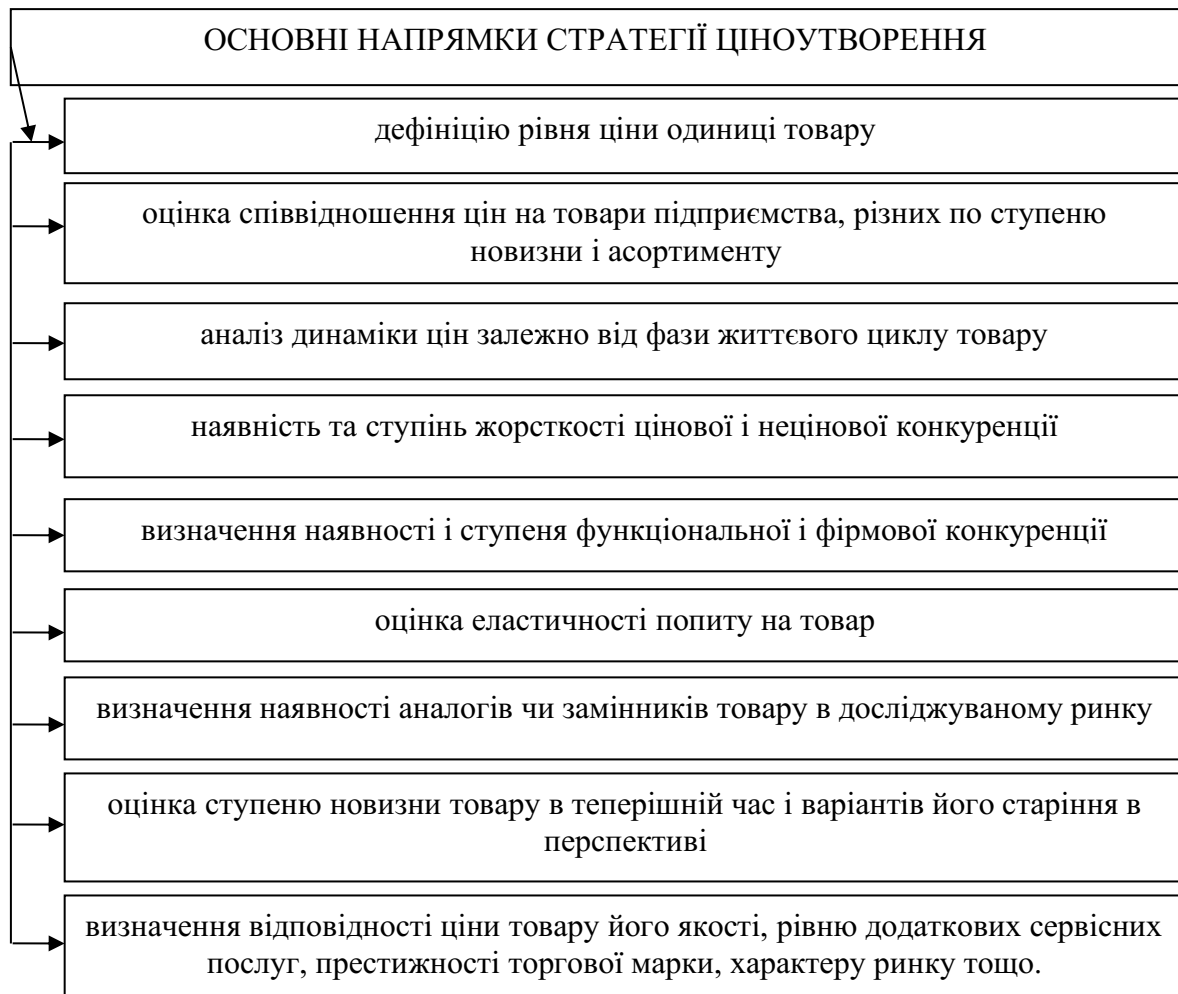 ОСНОВНІ НАПРЯМКИ СТРАТЕГІЇ ЦІНОУТВОРЕННЯ
дефініцію рівня ціни одиниці товару
оцінка співвідношення цін на товари підприємства, різних по ступеню
новизни і асортименту
аналіз динаміки цін залежно від фази життєвого циклу товару
наявність та ступінь жорсткості цінової і нецінової конкуренції
визначення наявності і ступеня функціональної і фірмової конкуренції
оцінка еластичності попиту на товар
визначення наявності аналогів чи замінників товару в досліджуваному ринку
оцінка ступеню новизни товару в теперішній час і варіантів його старіння в
перспективі
визначення відповідності ціни товару його якості, рівню додаткових сервісних
послуг, престижності торгової марки, характеру ринку тощо.